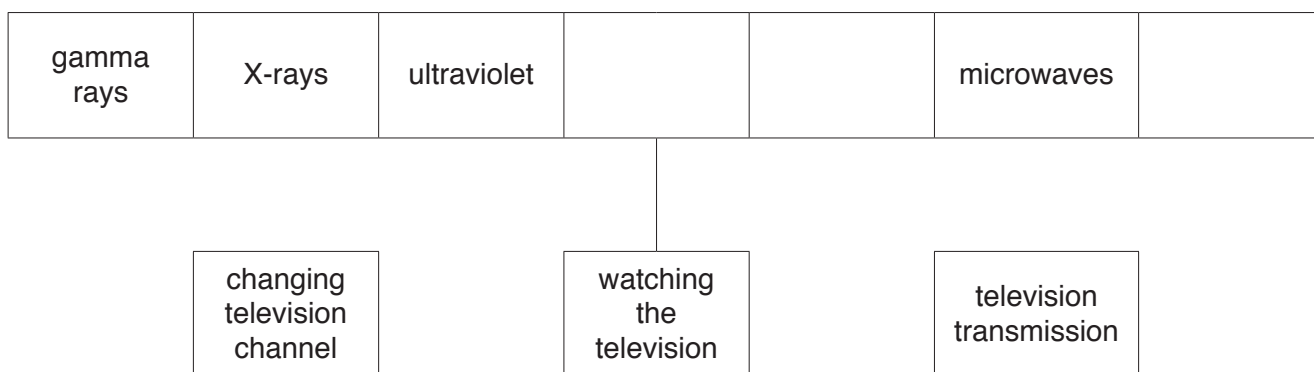 gamma
rays
X-rays
ultraviolet
microwaves
changing
television
channel
watching
the
television
television
transmission